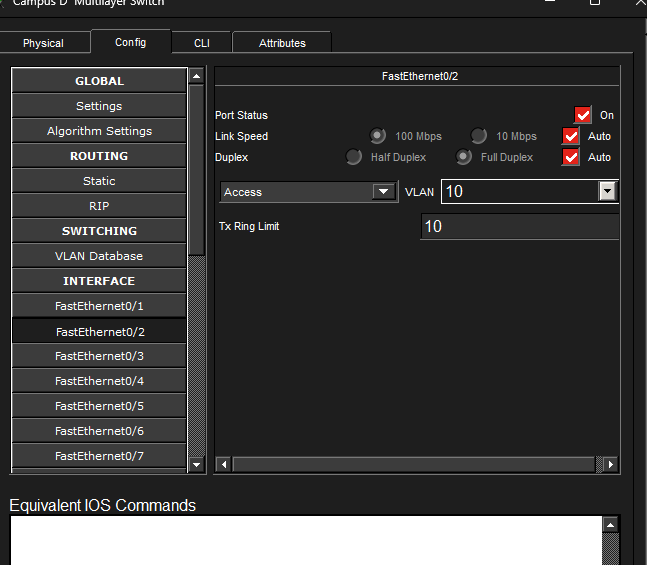 Campus D Multilayer Switch
Physical Config CLI Attributes
GLOBAL
Settings
Algorithm Settings
ROUTING
Static
RIP
SWITCHING
VLAN Database
INTERFACE
FastEthernet0/1
FastEthernet0/2
FastEthernet0/3
FastEthernet0/4
FastEthernet0/5
FastEthernet0/6
FastEthernet0/7
FastEthernet0/2
Port Status On
Link Speed 100 Mbps 10 Mbps Auto
Duplex Half Duplex Full Duplex Auto
Access VLAN 10
Tx Ring Limit 10
Equivalent IOS Commands